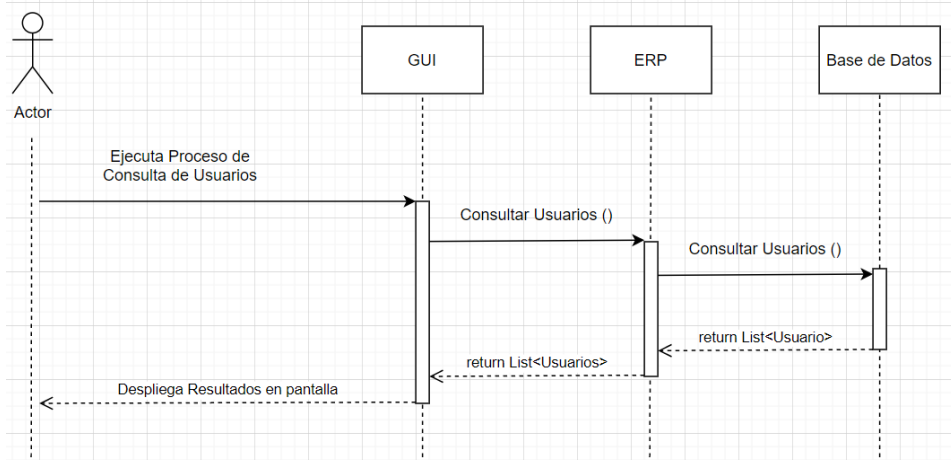 GUI
ERP
Base de Datos
Actor
Ejecuta Proceso de
Consulta de Usuarios
Consultar Usuarios ()
Consultar Usuarios ()
return List<Usuario>
return List<Usuarios>
Despliega Resultados en pantalla